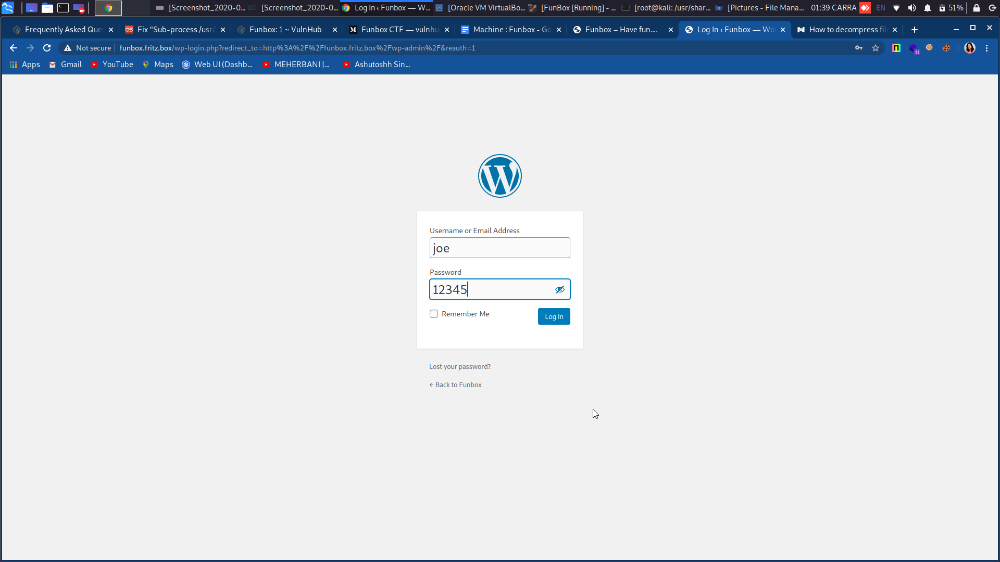 [Screenshot_2020-0... [Screenshot_2020-0... Log In ‹ Funbox — W... [Oracle VM VirtualBo... [FunBox [Running] - ... [root@kali: /usr/shar... [Pictures - File Mana... 01:39 CARRA EN 51%
Frequently Asked Que OS Fix "Sub-process /usr/ Funbox: 1 ~ VulnHub M Funbox CTF — vulnhu Machine : Funbox - Go Funbox – Have fun…. Log In ‹ Funbox — Wo How to decompress fil
Not secure funbox.fritz.box/wp-login.php?redirect_to=http%3A%2F%2Ffunbox.fritz.box%2Fwp-admin%2F&reauth=1 11
Apps Gmail YouTube Maps Web UI (Dashb... MEHERBANI |... Ashutoshh Sin...
W
Username or Email Address
joe
Password
12345
Remember Me Log In
Lost your password?
← Back to Funbox